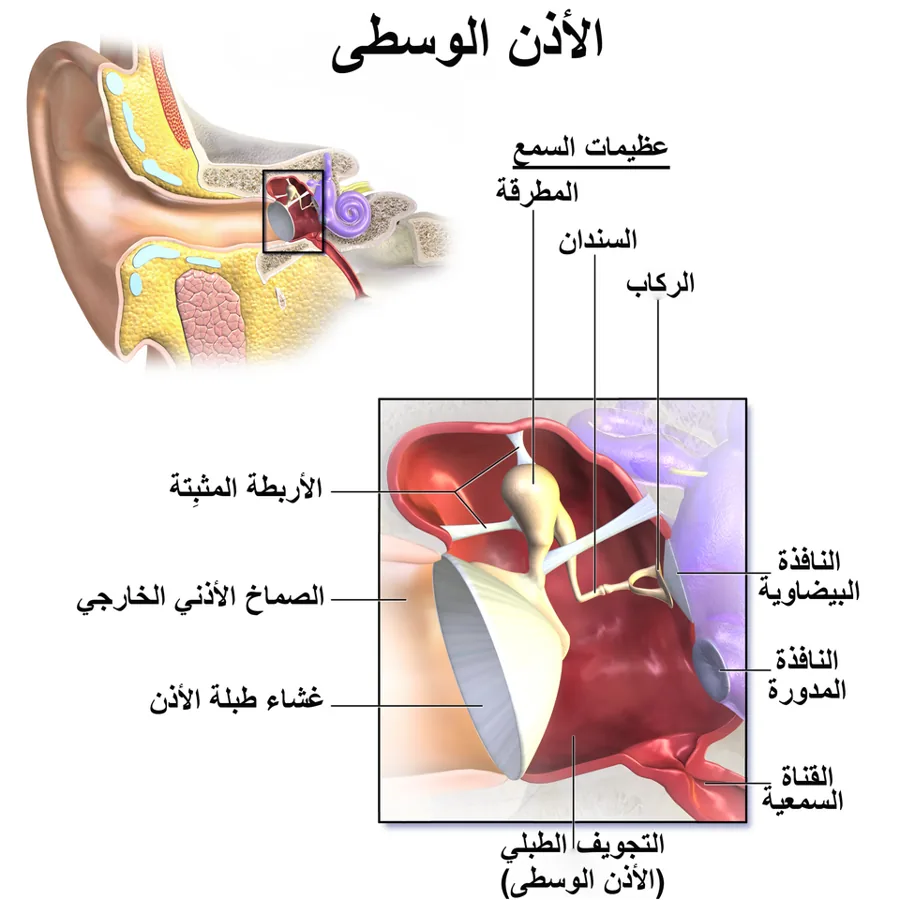 الأذن الوسطى
عظيمات السمع
المطرقة
السندان
الركاب
الأربطة المثبِتة
الصماخ الأذني الخارجي
غشاء طبلة الأذن
النافذة
البيضاوية
النافذة
المدورة
القناة
السمعية
التجويف الطبلي
(الأذن الوسطى)